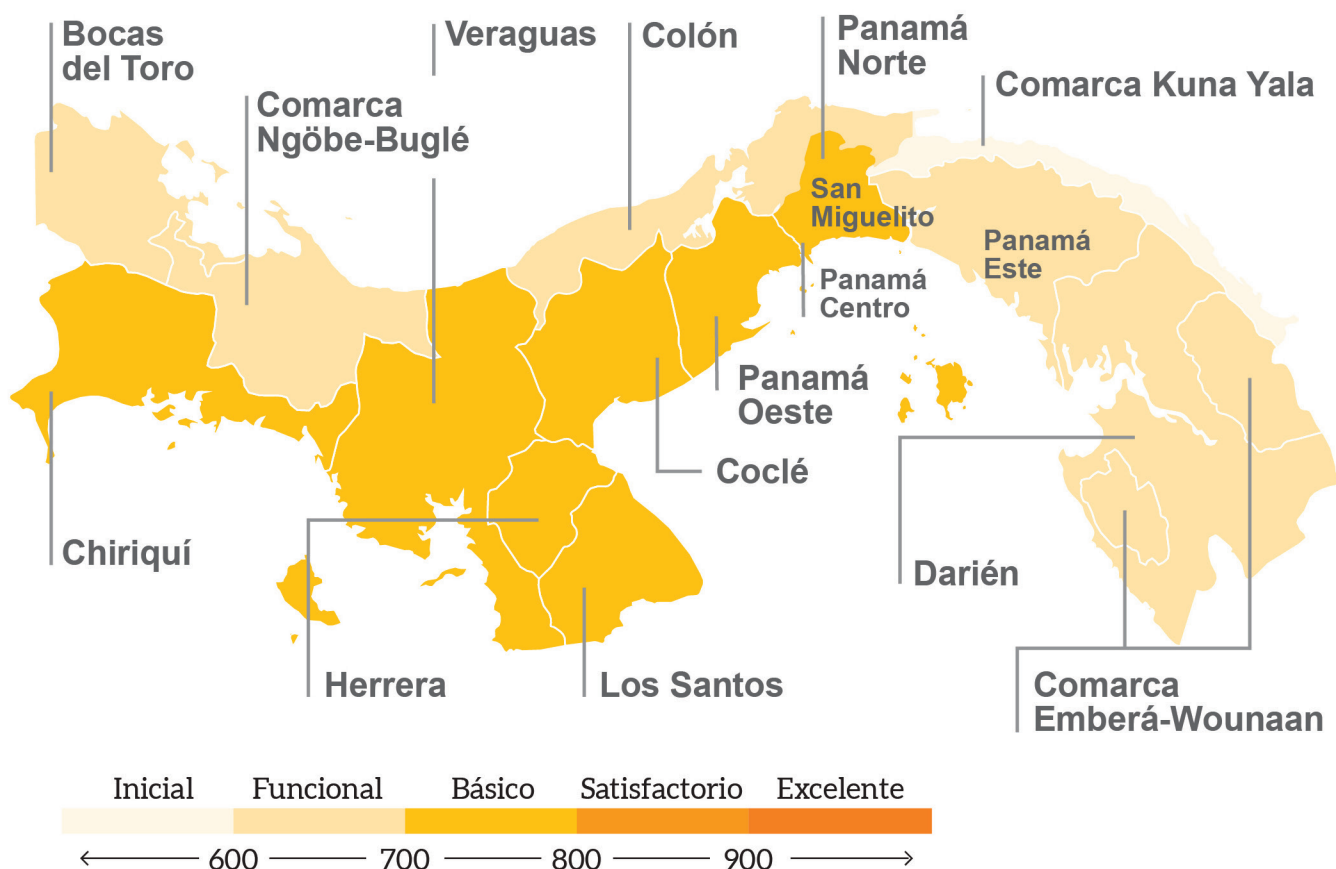 Bocas
del Toro
Veraguas
Colón
Panamá
Norte
Comarca Kuna Yala
Comarca
Ngöbe-Buglé
San
Miguelito
Panamá
Este
Panamá
Centro
Panamá
Oeste
Coclé
Chiriquí
Darién
Herrera
Los Santos
Comarca
Emberá-Wounaan
Inicial Funcional Básico Satisfactorio Excelente
600 700 800 900